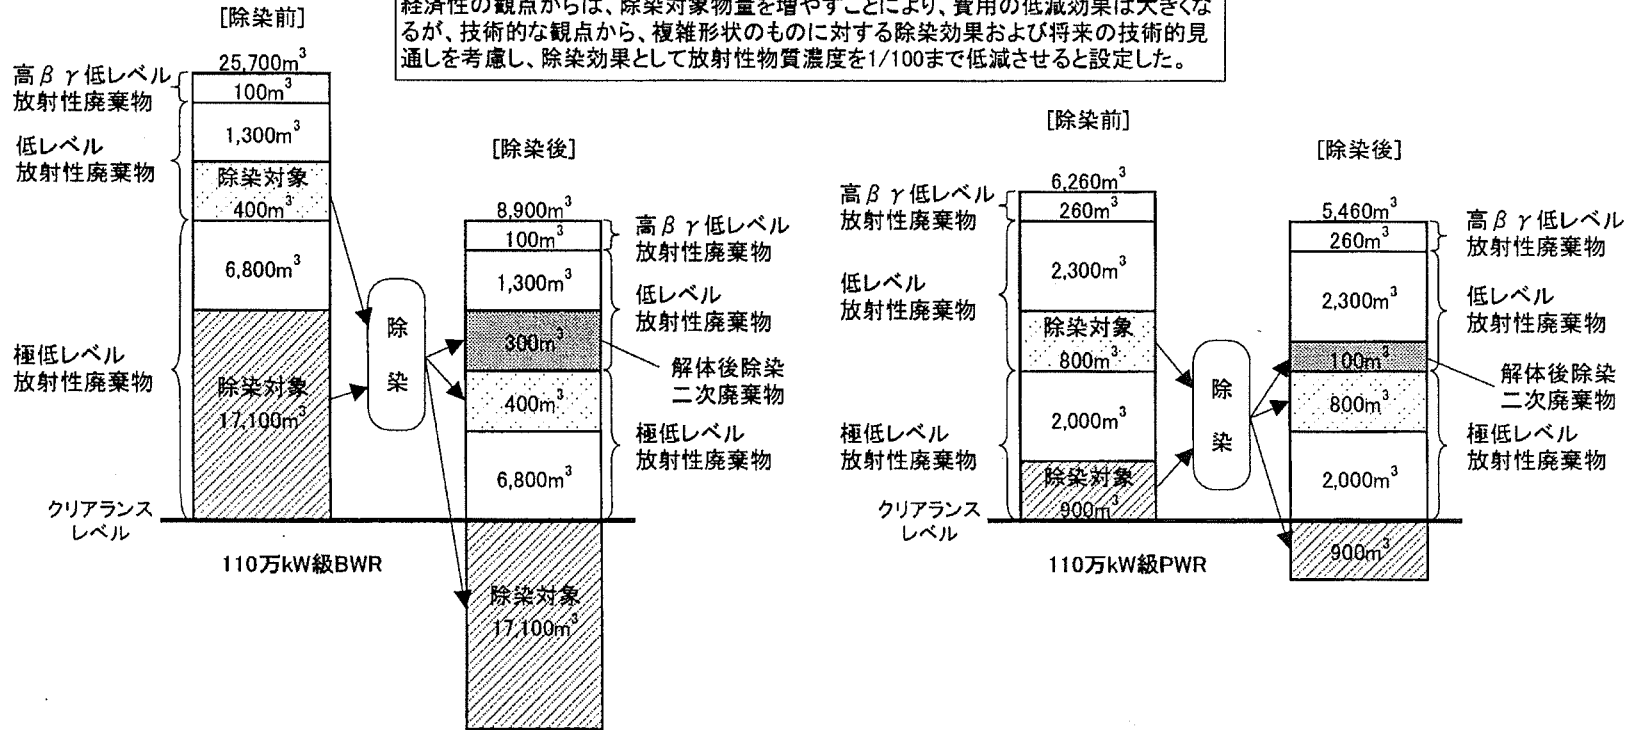 経済性の観点からは、除染対象物量を増やすことにより、費用の低減効果は大きくな
るが、技術的な観点から、複雑形状のものに対する除染効果および将来の技術的見
通しを考慮し、除染効果として放射性物質濃度を1/100まで低減させると設定した。
[除染前]
25,700m³
高βγ低レベル
放射性廃棄物
100m³
1,300m³
低レベル
放射性廃棄物
除染対象
400m³
6,800m³
極低レベル
放射性廃棄物
除染対象
17,100m³
クリアランス
レベル
110万kW級BWR
除
染
[除染後]
8,900m³
100m³
高βγ低レベル
放射性廃棄物
1,300m³
低レベル
放射性廃棄物
300m³
解体後除染
二次廃棄物
400m³
極低レベル
放射性廃棄物
6,800m³
除染対象
17,100m³
[除染前]
6,260m³
高βγ低レベル
放射性廃棄物
260m³
2,300m³
低レベル
放射性廃棄物
除染対象
800m³
2,000m³
極低レベル
放射性廃棄物
除染対象
900m³
クリアランス
レベル
110万kW級PWR
除
染
[除染後]
5,460m³
260m³
高βγ低レベル
放射性廃棄物
2,300m³
低レベル
放射性廃棄物
100m³
解体後除染
二次廃棄物
800m³
極低レベル
放射性廃棄物
2,000m³
900m³